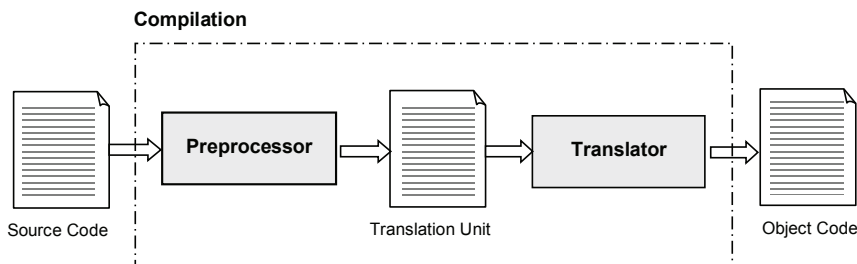 Compilation
Preprocessor
Translator
Source Code
Translation Unit
Object Code